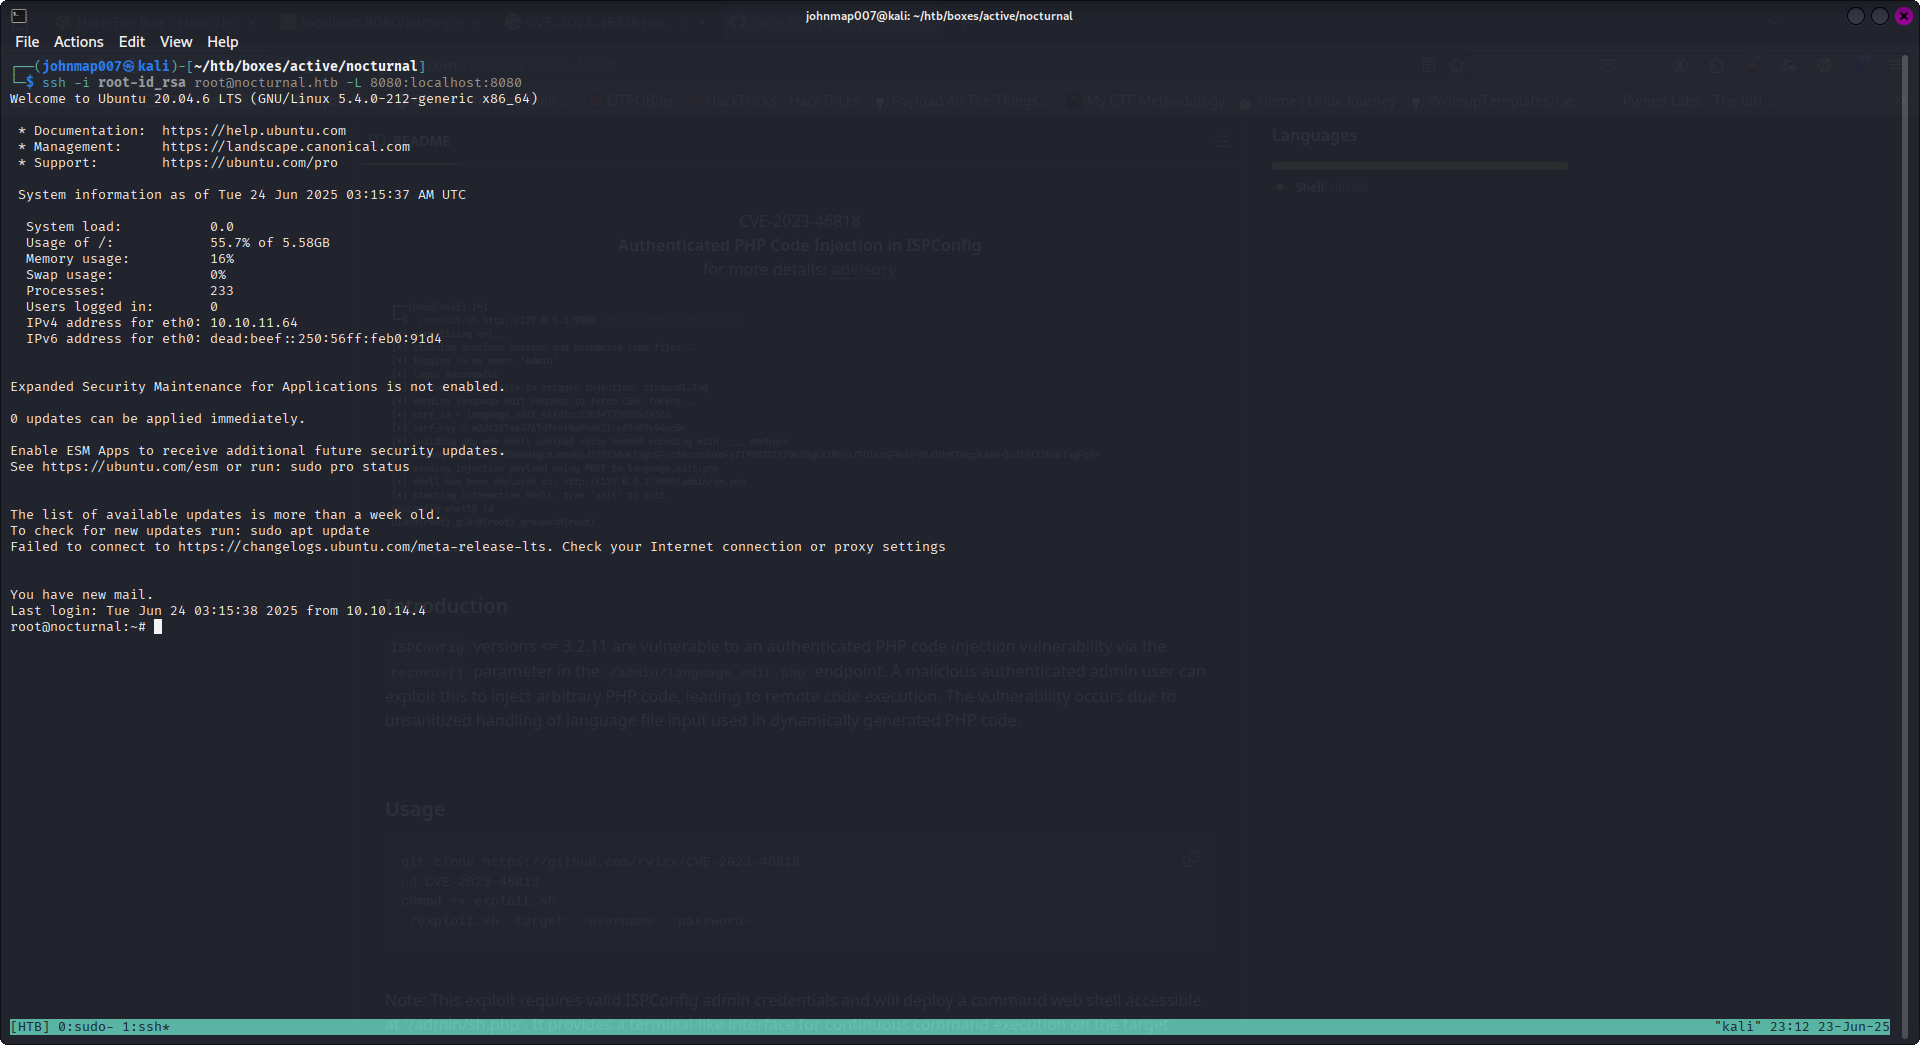 johnmap007@kali: ~/htb/boxes/active/nocturnal
File Actions Edit View Help
┌──(johnmap007㉿kali)-[~/htb/boxes/active/nocturnal]
└─$ ssh -i root-id_rsa root@nocturnal.htb -L 8080:localhost:8080
Welcome to Ubuntu 20.04.6 LTS (GNU/Linux 5.4.0-212-generic x86_64)
* Documentation: https://help.ubuntu.com
* Management: https://landscape.canonical.com
* Support: https://ubuntu.com/pro
System information as of Tue 24 Jun 2025 03:15:37 AM UTC
System load: 0.0
Usage of /: 55.7% of 5.58GB
Memory usage: 16%
Swap usage: 0%
Processes: 233
Users logged in: 0
IPv4 address for eth0: 10.10.11.64
IPv6 address for eth0: dead:beef::250:56ff:feb0:91d4
Expanded Security Maintenance for Applications is not enabled.
0 updates can be applied immediately.
Enable ESM Apps to receive additional future security updates.
See https://ubuntu.com/esm or run: sudo pro status
The list of available updates is more than a week old.
To check for new updates run: sudo apt update
Failed to connect to https://changelogs.ubuntu.com/meta-release-lts. Check your Internet connection or proxy settings
You have new mail.
Last login: Tue Jun 24 03:15:38 2025 from 10.10.14.4
root@nocturnal:~#
README
Languages
Shell 100.0%
CVE-2023-46818
Authenticated PHP Code Injection in ISPConfig
for more details: advisory
Introduction
ISPConfig versions <= 3.2.11 are vulnerable to an authenticated PHP code injection vulnerability via the
records[] parameter in the /admin/language_edit.php endpoint. A malicious authenticated admin user can
exploit this to inject arbitrary PHP code, leading to remote code execution. The vulnerability occurs due to
unsanitized handling of language file input used in dynamically generated PHP code.
Usage
git clone https://github.com/rvizx/CVE-2023-46818
cd CVE-2023-46818
chmod +x exploit.sh
./exploit.sh <target> <username> <password>
Note: This exploit requires valid ISPConfig admin credentials and will deploy a command web shell accessible
at `/admin/sh.php`. It provides a terminal-like interface for continuous command execution on the target
[HTB] 0:sudo- 1:ssh* "kali" 23:12 23-Jun-25